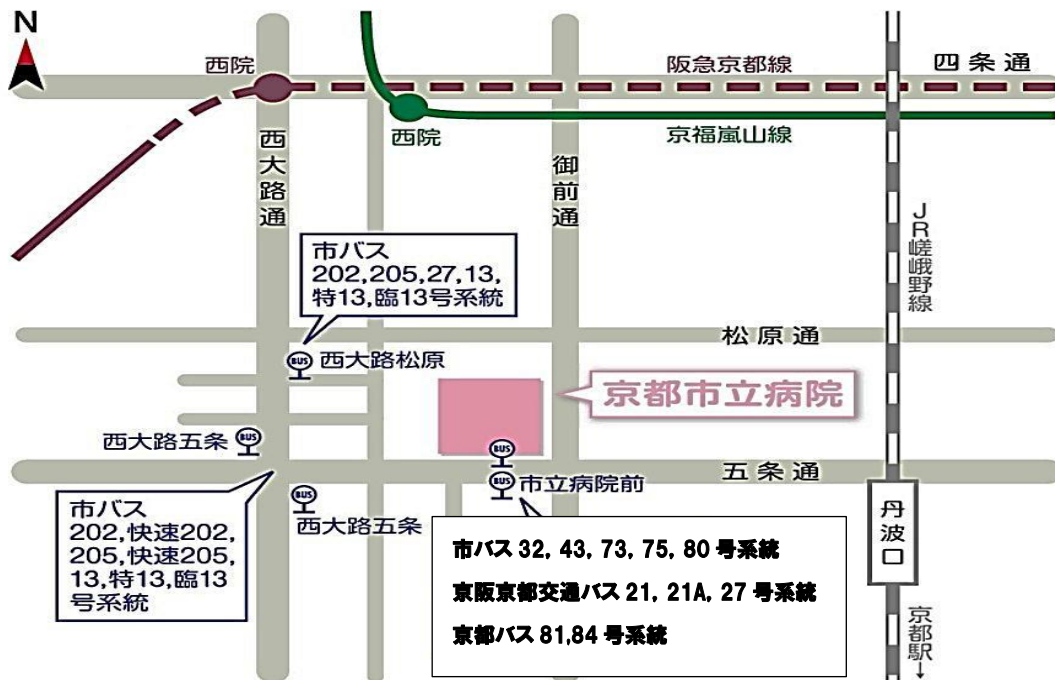 N
西院
阪急京都線
四条通
西院
京福嵐山線
西大路通
御前通
JR嵯峨野線
市バス
202,205,27,13,
特13,臨13号系統
松原通
BUS 西大路松原
京都市立病院
西大路五条 BUS
BUS
五条通
BUS 市立病院前
BUS
西大路五条
市バス
202,快速202,
205,快速205,
13,特13,臨13
号系統
丹波口
市バス 32, 43, 73, 75, 80 号系統
京阪京都交通バス 21, 21A, 27 号系統
京都バス 81,84 号系統
京都駅↓